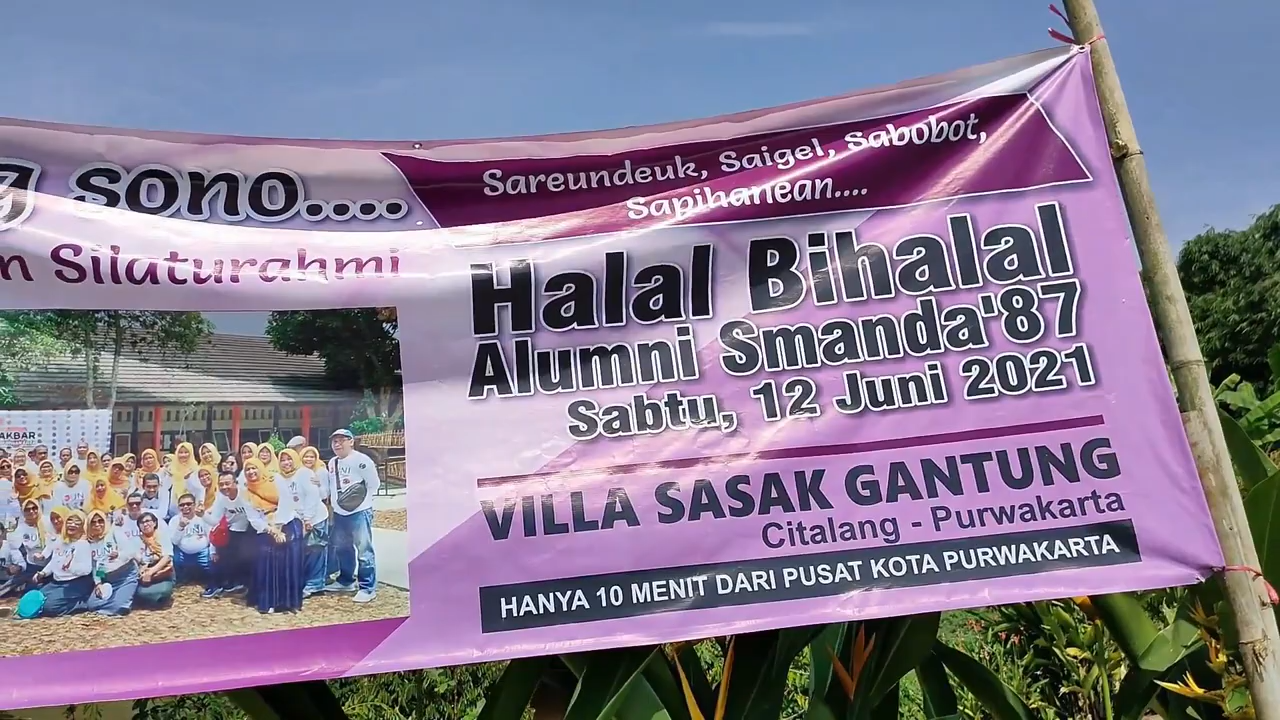 sono....
Silaturahmi
AKBAR
Sareundeuk, Saigel, Sabobot,
Sapihanean....
Halal Bihalal
Alumni Smanda'87
Sabtu, 12 Juni 2021
VILLA SASAK GANTUNG
Citalang - Purwakarta
HANYA 10 MENIT DARI PUSAT KOTA PURWAKARTA